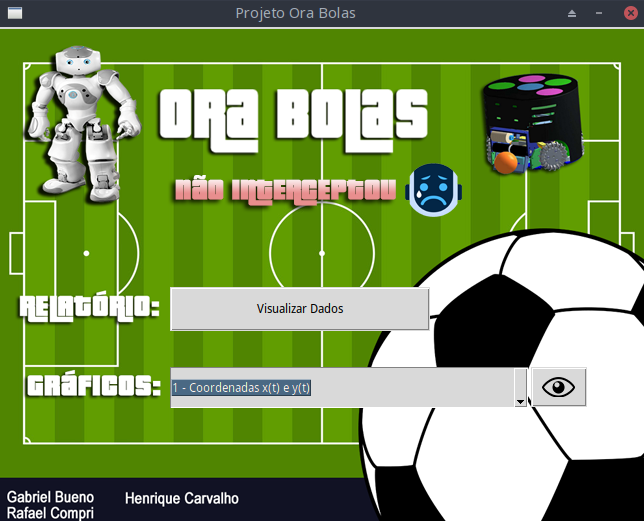 Projeto Ora Bolas
ORA BOLAS
NÃO INTERCEPTOU
RELATÓRIO:
Visualizar Dados
GRÁFICOS:
1 - Coordenadas x(t) e y(t)
Gabriel Bueno
Henrique Carvalho
Rafael Compri